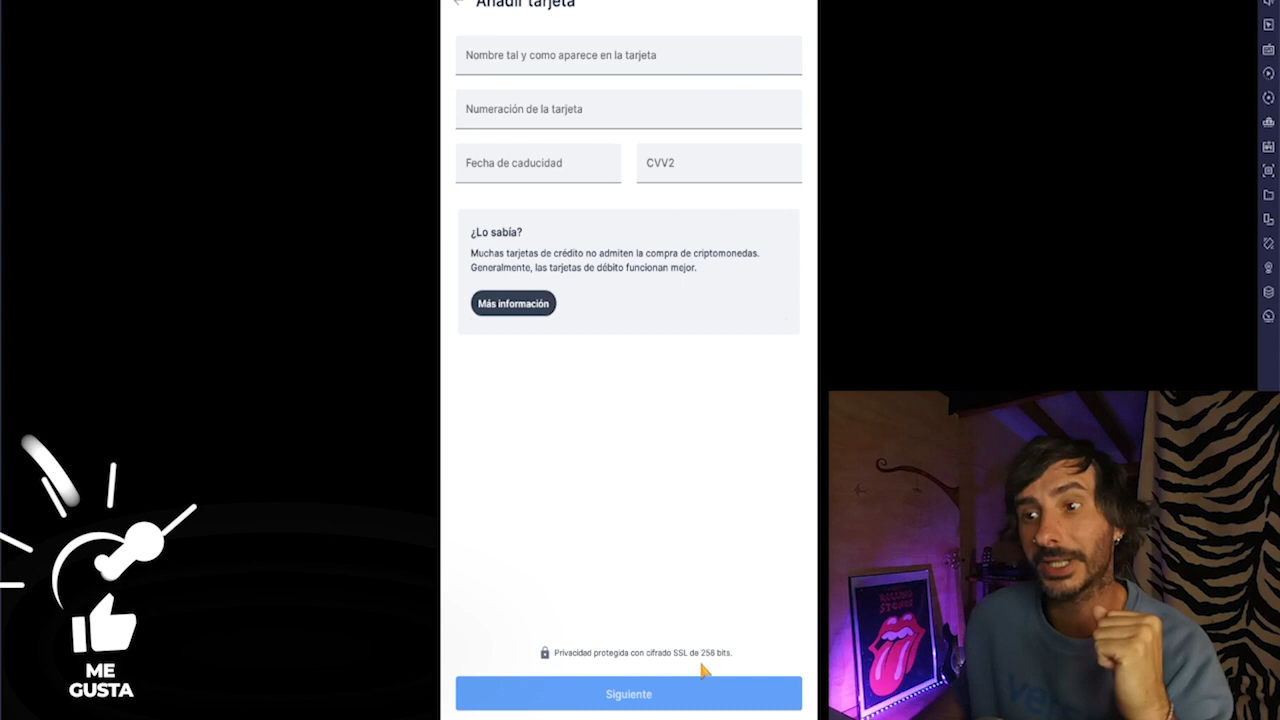 Añadir tarjeta
Nombre tal y como aparece en la tarjeta
Numeración de la tarjeta
Fecha de caducidad
CVV2
¿Lo sabía?
Muchas tarjetas de crédito no admiten la compra de criptomonedas.
Generalmente, las tarjetas de débito funcionan mejor.
Más información
Privacidad protegida con cifrado SSL de 256 bits.
Siguiente
ME
GUSTA
ROLLING
STONES